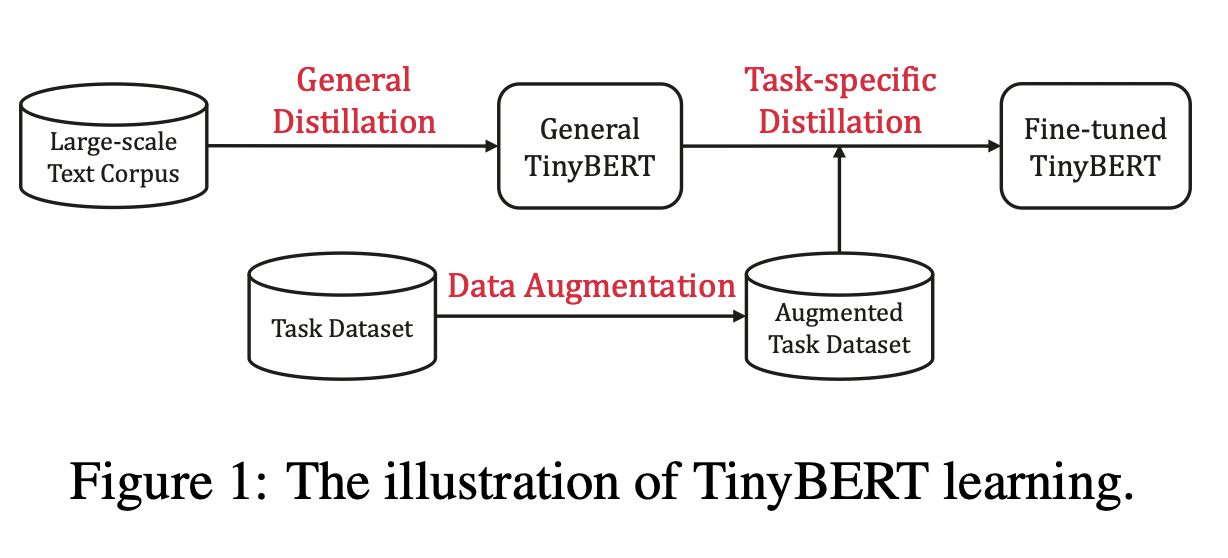 General
Distillation
Task-specific
Distillation
Large-scale
Text Corpus
General
TinyBERT
Fine-tuned
TinyBERT
Data Augmentation
Task Dataset
Augmented
Task Dataset
Figure 1: The illustration of TinyBERT learning.